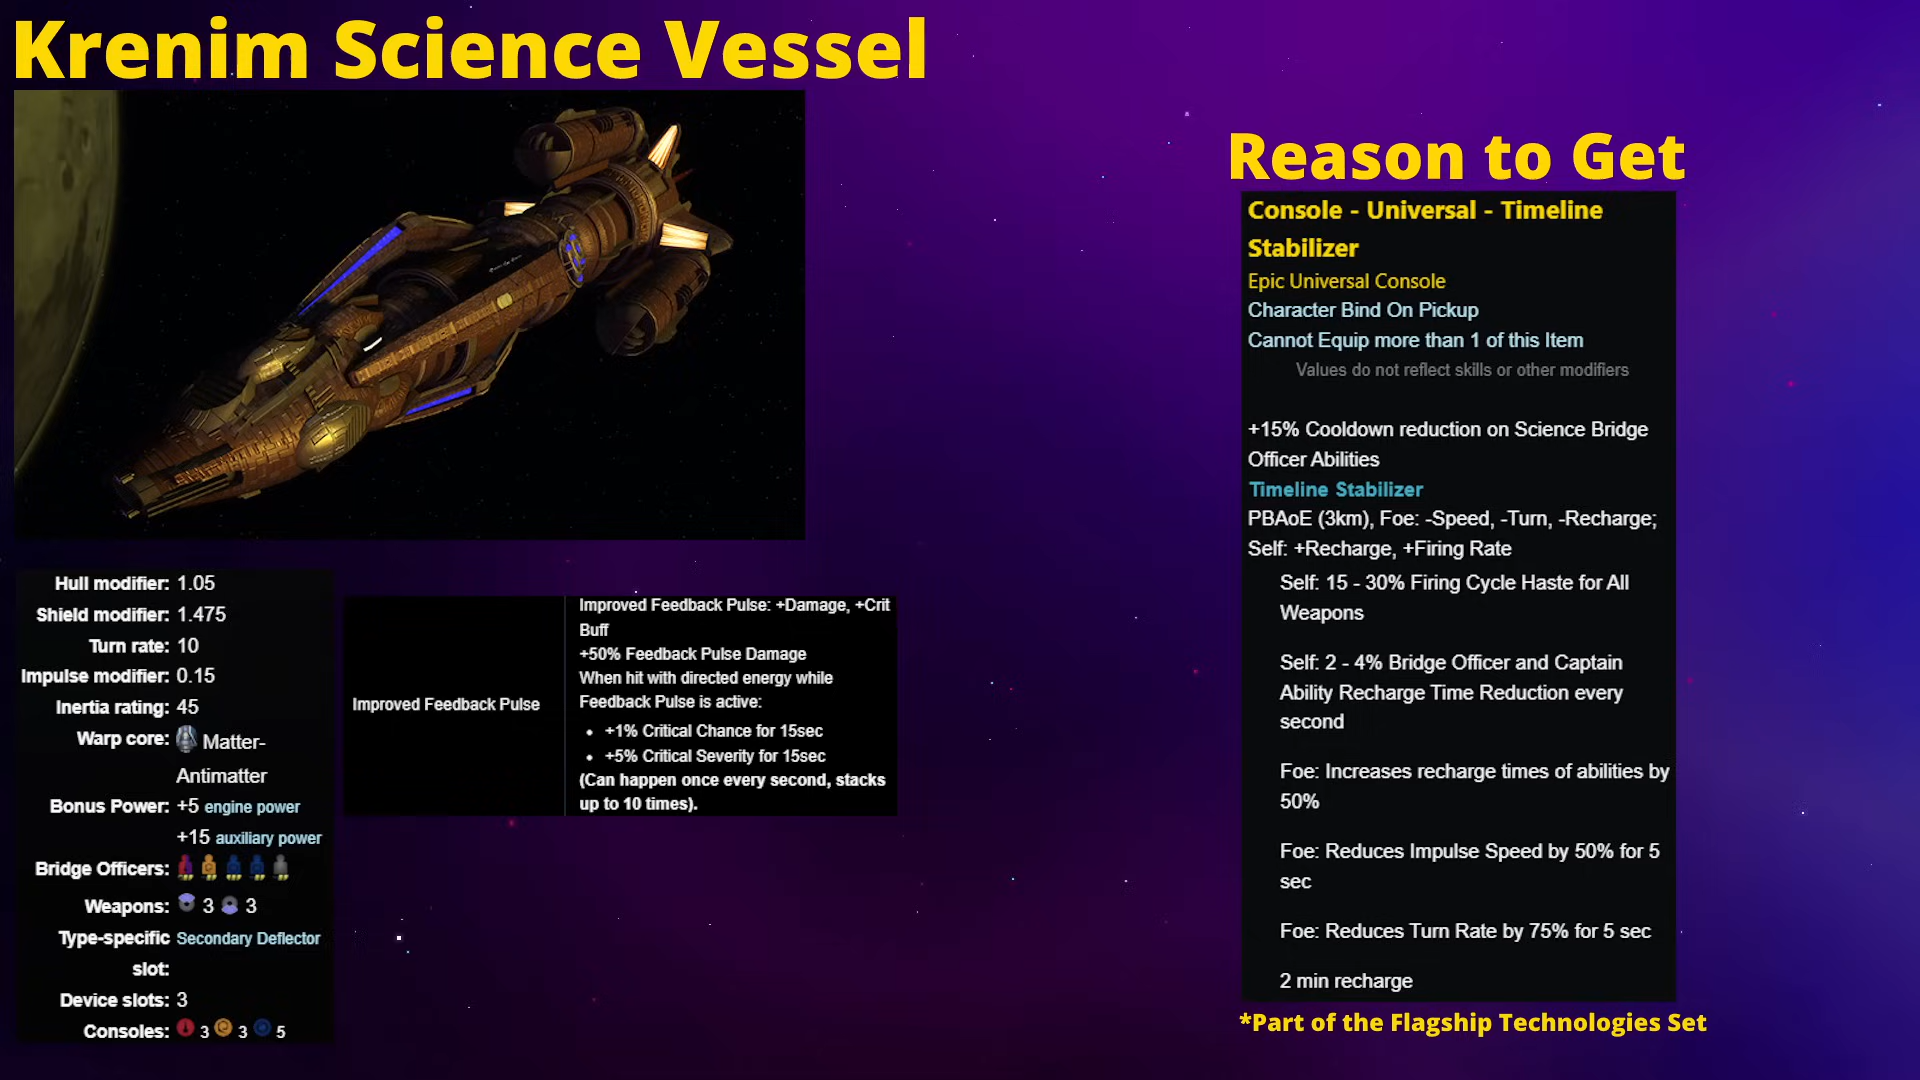 Krenim Science Vessel
Hull modifier: 1.05
Shield modifier: 1.475
Turn rate: 10
Impulse modifier: 0.15
Inertia rating: 45
Warp core: Matter-
Antimatter
Bonus Power: +5 engine power
+15 auxiliary power
Bridge Officers:
Weapons: 3 3
Type-specific Secondary Deflector
slot:
Device slots: 3
Consoles: 3 3 5
Improved Feedback Pulse
Improved Feedback Pulse: +Damage, +Crit
Buff
+50% Feedback Pulse Damage
When hit with directed energy while
Feedback Pulse is active:
• +1% Critical Chance for 15sec
• +5% Critical Severity for 15sec
(Can happen once every second, stacks
up to 10 times).
Reason to Get
Console - Universal - Timeline
Stabilizer
Epic Universal Console
Character Bind On Pickup
Cannot Equip more than 1 of this Item
Values do not reflect skills or other modifiers
+15% Cooldown reduction on Science Bridge
Officer Abilities
Timeline Stabilizer
PBAoE (3km), Foe: -Speed, -Turn, -Recharge;
Self: +Recharge, +Firing Rate
Self: 15 - 30% Firing Cycle Haste for All
Weapons
Self: 2 - 4% Bridge Officer and Captain
Ability Recharge Time Reduction every
second
Foe: Increases recharge times of abilities by
50%
Foe: Reduces Impulse Speed by 50% for 5
sec
Foe: Reduces Turn Rate by 75% for 5 sec
2 min recharge
*Part of the Flagship Technologies Set